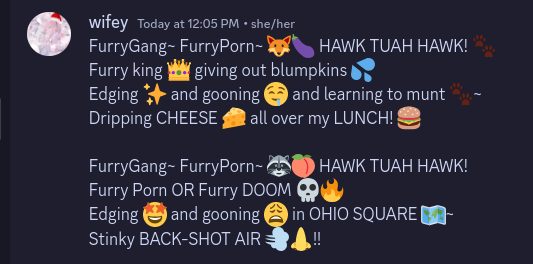 wifey Today at 12:05 PM • she/her
FurryGang~ FurryPorn~ 🦊🍆 HAWK TUAH HAWK! 🐾
Furry king 👑 giving out blumpkins 💦
Edging ✨ and gooning 🤤 and learning to munt 🐾~
Dripping CHEESE 🧀 all over my LUNCH! 🍔

FurryGang~ FurryPorn~ 🦝🍑 HAWK TUAH HAWK!
Furry Porn OR Furry DOOM 💀🔥
Edging 🤩 and gooning 😩 in OHIO SQUARE 🗺️~
Stinky BACK-SHOT AIR 💨👃!!